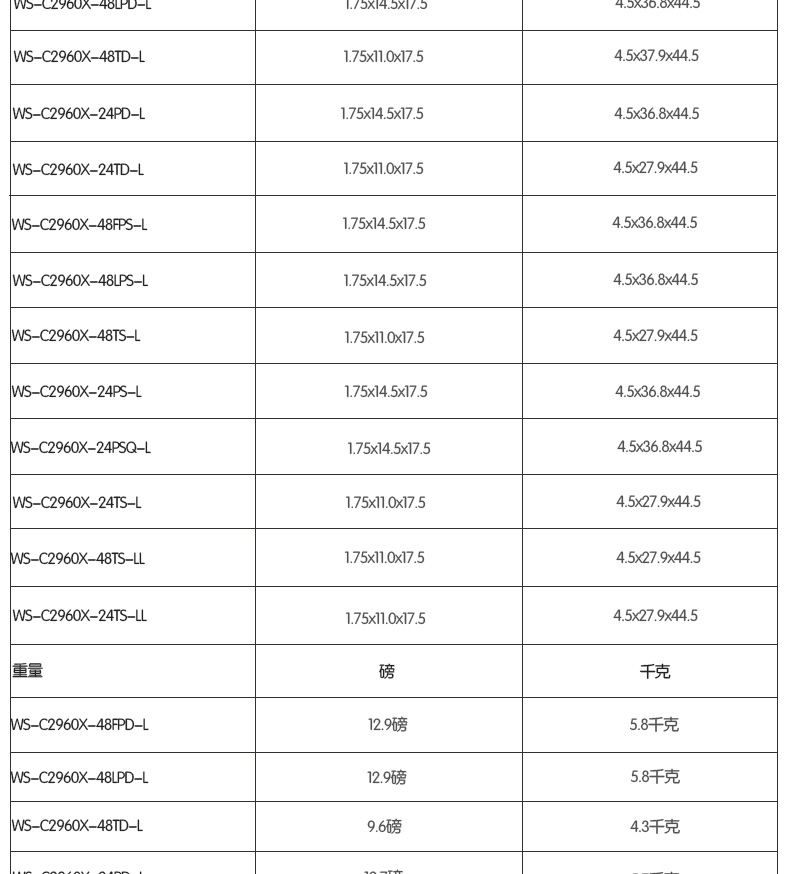 WS-C2960X-48LPD-L 1.75x14.5x17.5 4.5x36.8x44.5
WS-C2960X-48TD-L 1.75x11.0x17.5 4.5x37.9x44.5
WS-C2960X-24PD-L 1.75x14.5x17.5 4.5x36.8x44.5
WS-C2960X-24TD-L 1.75x11.0x17.5 4.5x27.9x44.5
WS-C2960X-48FPS-L 1.75x14.5x17.5 4.5x36.8x44.5
WS-C2960X-48LPS-L 1.75x14.5x17.5 4.5x36.8x44.5
WS-C2960X-48TS-L 1.75x11.0x17.5 4.5x27.9x44.5
WS-C2960X-24PS-L 1.75x14.5x17.5 4.5x36.8x44.5
WS-C2960X-24PSQ-L 1.75x14.5x17.5 4.5x36.8x44.5
WS-C2960X-24TS-L 1.75x11.0x17.5 4.5x27.9x44.5
WS-C2960X-48TS-LL 1.75x11.0x17.5 4.5x27.9x44.5
WS-C2960X-24TS-LL 1.75x11.0x17.5 4.5x27.9x44.5
重量 磅 千克
WS-C2960X-48FPD-L 12.9磅 5.8千克
WS-C2960X-48LPD-L 12.9磅 5.8千克
WS-C2960X-48TD-L 9.6磅 4.3千克